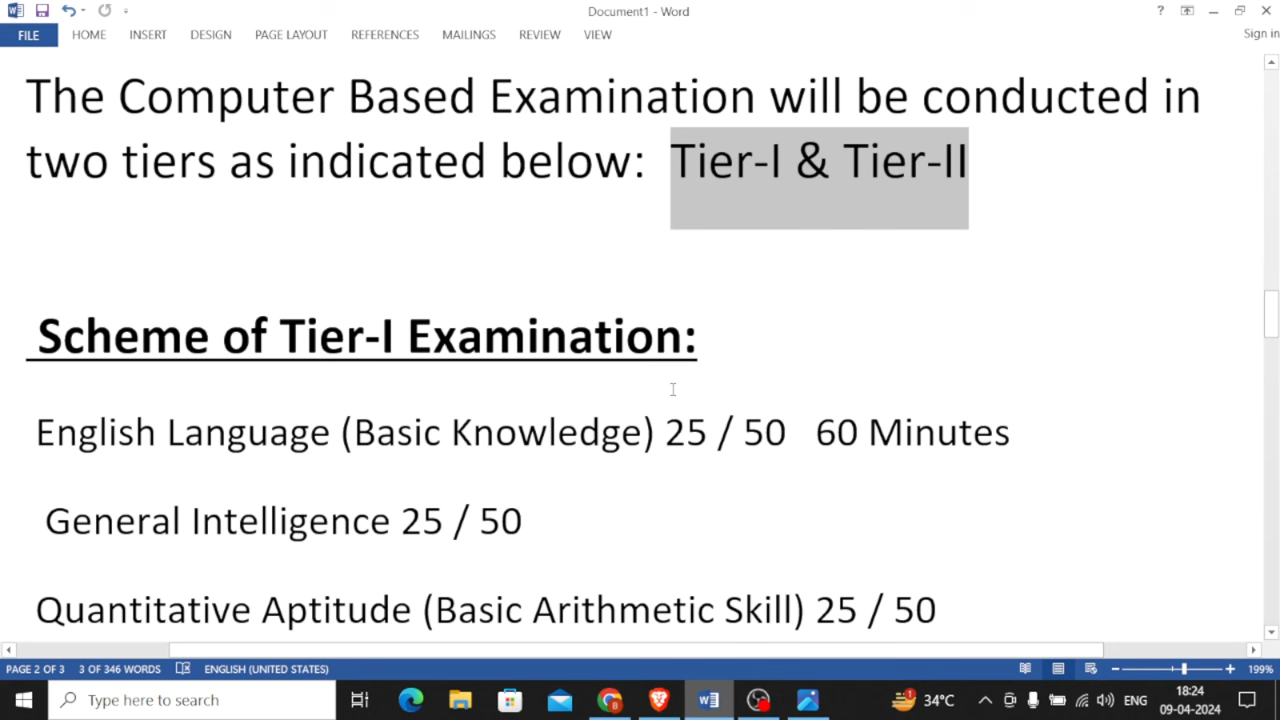 Document1 - Word
?
Sign in
FILE HOME INSERT DESIGN PAGE LAYOUT REFERENCES MAILINGS REVIEW VIEW
The Computer Based Examination will be conducted in
two tiers as indicated below: Tier-I & Tier-II
Scheme of Tier-I Examination:
English Language (Basic Knowledge) 25 / 50 60 Minutes
General Intelligence 25 / 50
Quantitative Aptitude (Basic Arithmetic Skill) 25 / 50
PAGE 2 OF 3 3 OF 346 WORDS ENGLISH (UNITED STATES) 199%
Type here to search
34°C
ENG
18:24
09-04-2024